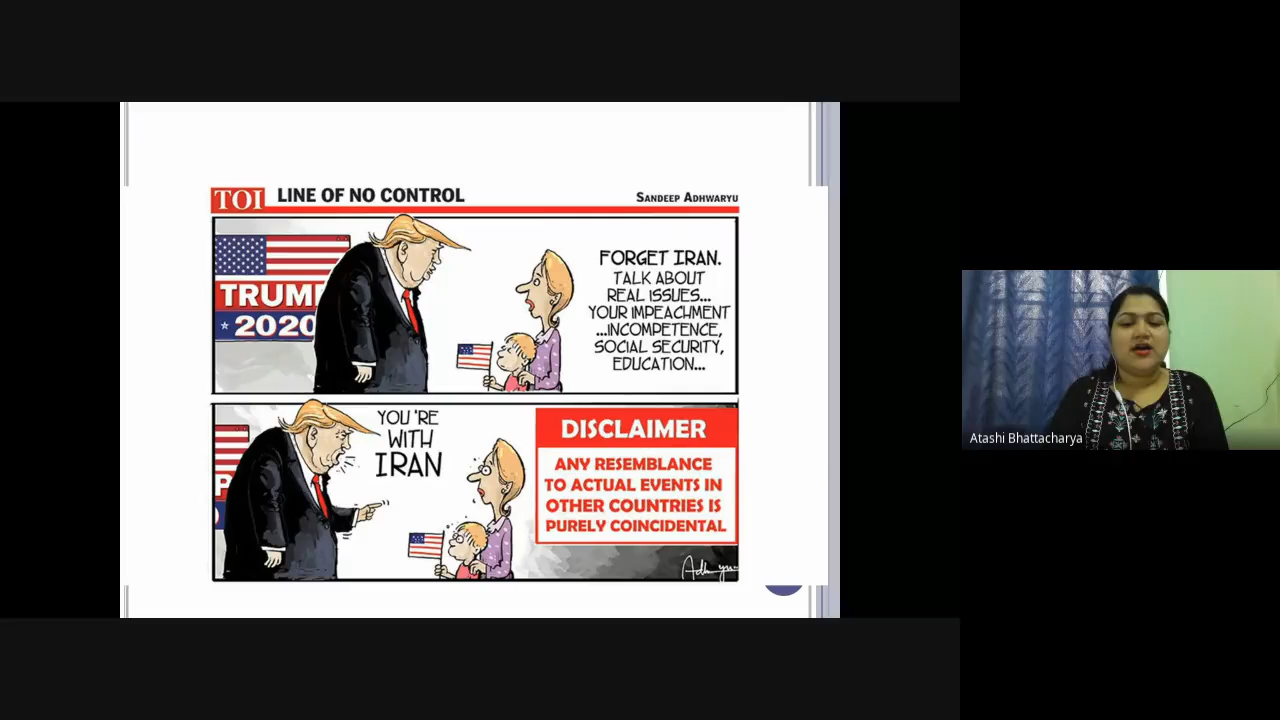 TOI LINE OF NO CONTROL SANDEEP ADHWARYU
TRUMP
2020
FORGET IRAN.
TALK ABOUT
REAL ISSUES...
YOUR IMPEACHMENT
...INCOMPETENCE,
SOCIAL SECURITY,
EDUCATION...
YOU'RE
WITH
IRAN
P
DISCLAIMER
ANY RESEMBLANCE
TO ACTUAL EVENTS IN
OTHER COUNTRIES IS
PURELY COINCIDENTAL
Atashi Bhattacharya